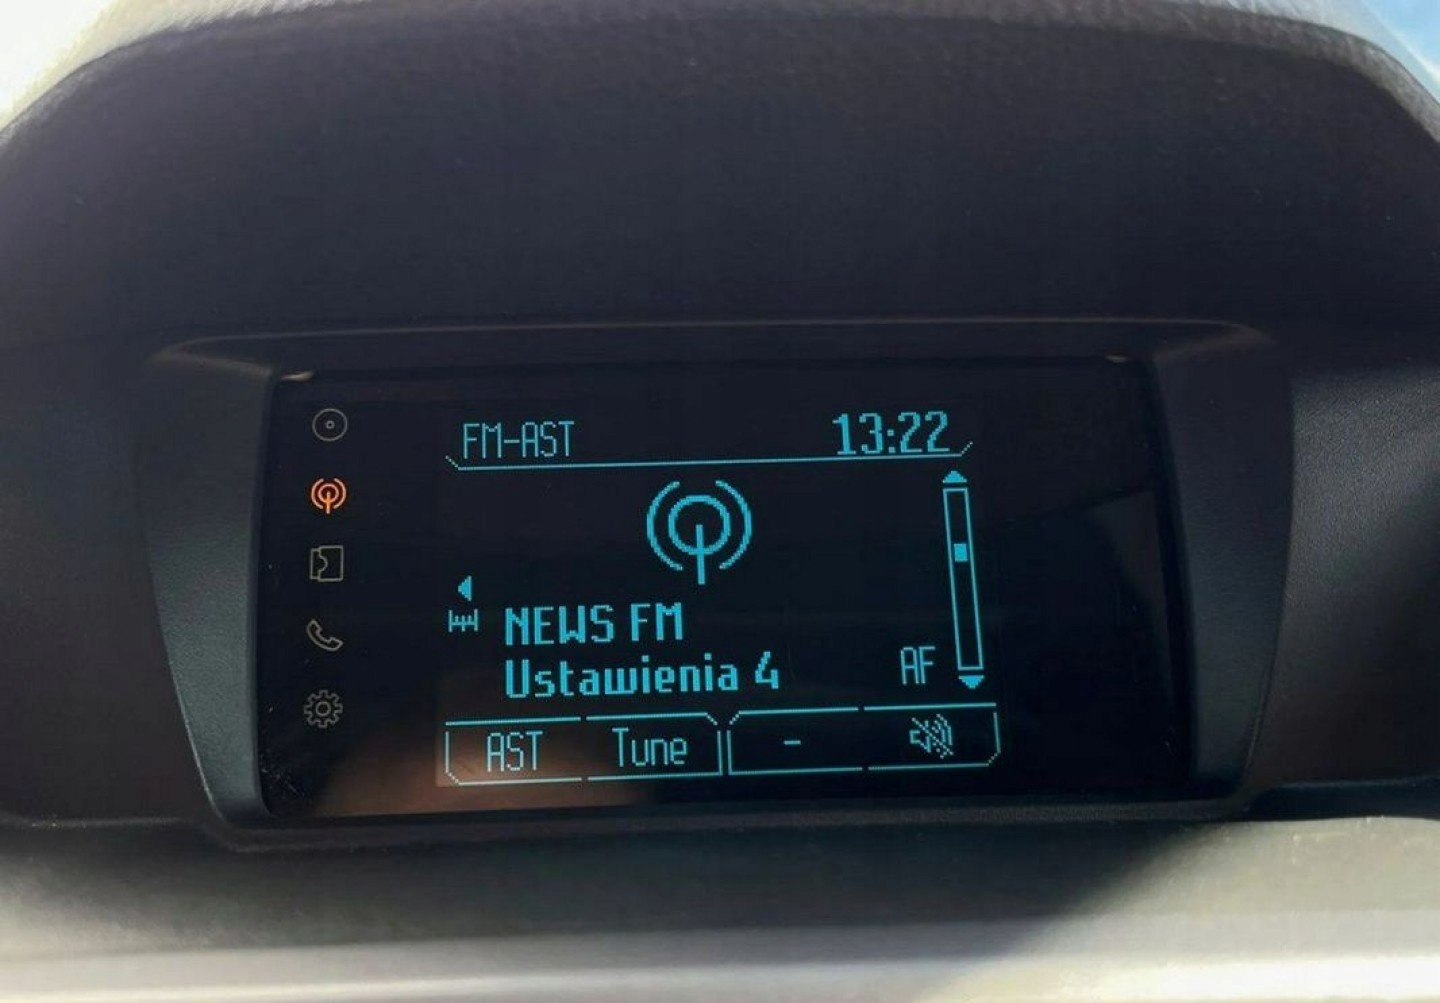 FM-AST 13:22
NEWS FM
Ustawienia 4 AF
AST Tune -